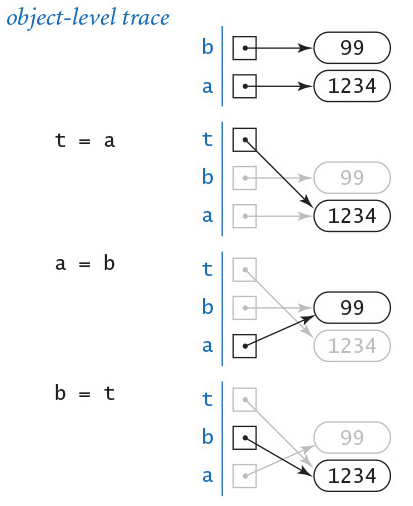 object-level trace
b 99
a 1234
t = a t
b 99
a 1234
a = b t
b 99
a 1234
b = t t
b 99
a 1234